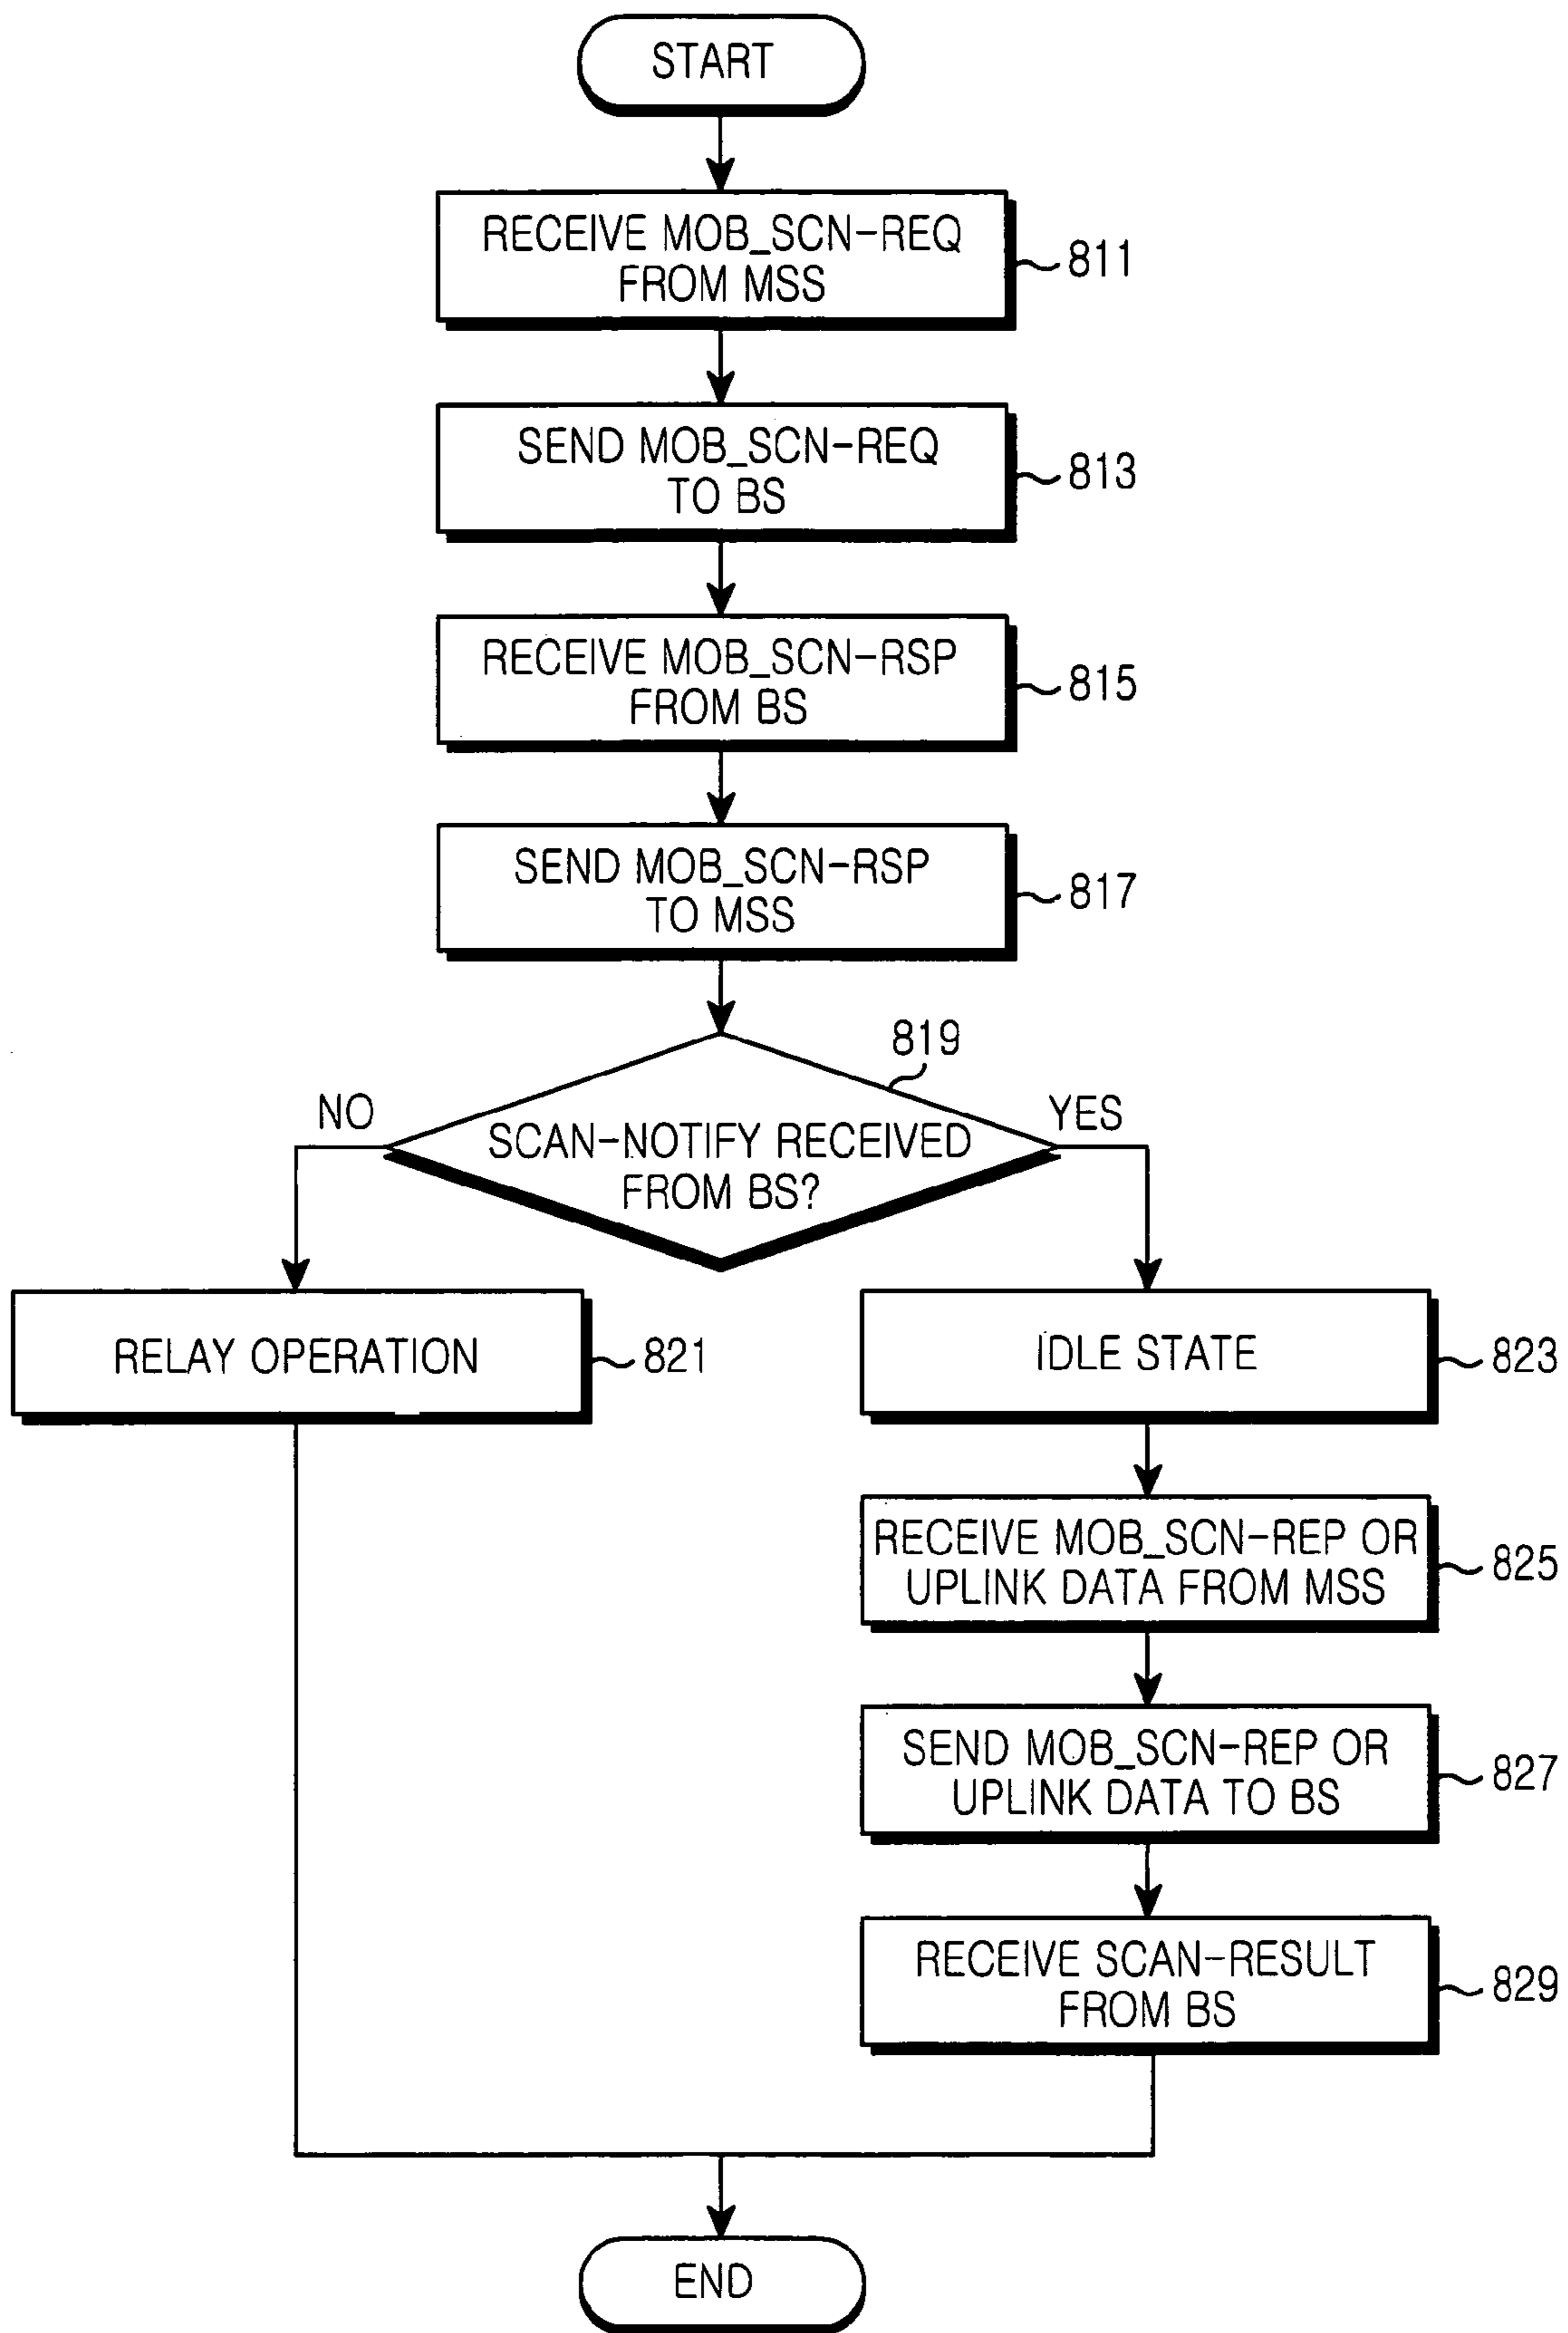 START
RECEIVE MOB_SCN-REQ
FROM MSS
811
SEND MOB_SCN-REQ
TO BS
813
RECEIVE MOB_SCN-RSP
FROM BS
815
SEND MOB_SCN-RSP
TO MSS
817
819
NO
YES
SCAN-NOTIFY RECEIVED
FROM BS?
RELAY OPERATION
821
IDLE STATE
823
RECEIVE MOB_SCN-REP OR
UPLINK DATA FROM MSS
825
SEND MOB_SCN-REP OR
UPLINK DATA TO BS
827
RECEIVE SCAN-RESULT
FROM BS
829
END